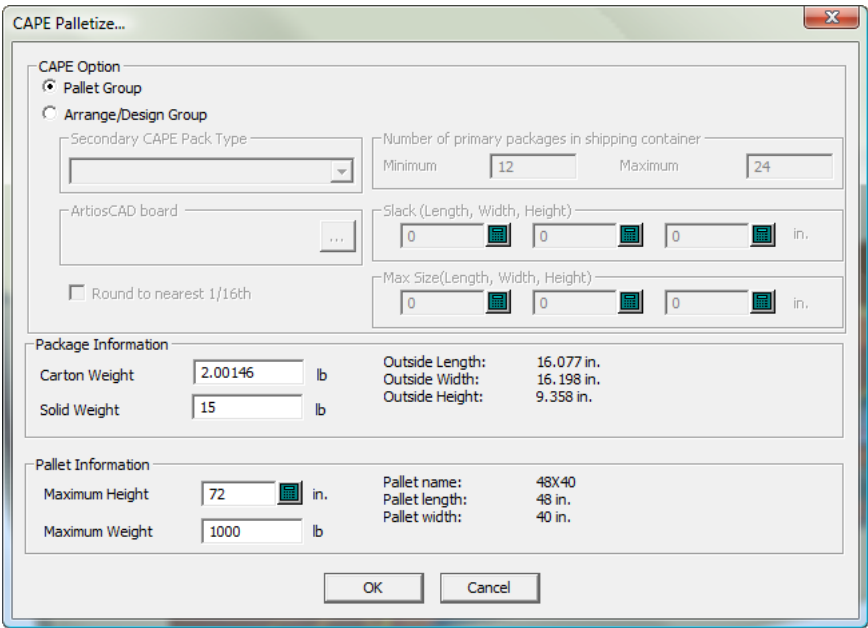 CAPE Palletize...
CAPE Option
Pallet Group
Arrange/Design Group
Secondary CAPE Pack Type
Number of primary packages in shipping container
Minimum 12 Maximum 24
ArtiosCAD board
...
Slack (Length, Width, Height)
0 0 0 in.
Round to nearest 1/16th
Max Size(Length, Width, Height)
0 0 0 in.
Package Information
Carton Weight 2.00146 lb
Solid Weight 15 lb
Outside Length: 16.077 in.
Outside Width: 16.198 in.
Outside Height: 9.358 in.
Pallet Information
Maximum Height 72 in.
Maximum Weight 1000 lb
Pallet name: 48X40
Pallet length: 48 in.
Pallet width: 40 in.
OK Cancel